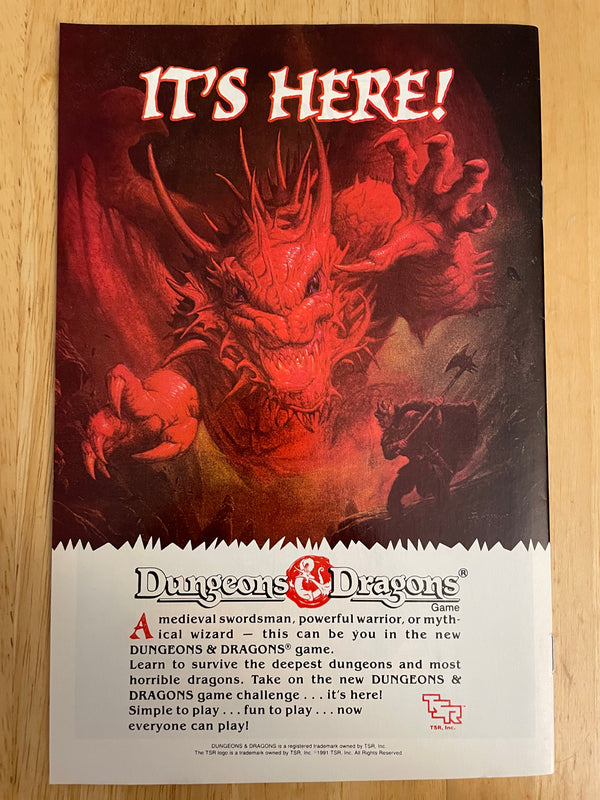 IT'S HERE!
Dungeons & Dragons®
Game
A medieval swordsman, powerful warrior, or myth-
ical wizard — this can be you in the new
DUNGEONS & DRAGONS® game.
Learn to survive the deepest dungeons and most
horrible dragons. Take on the new DUNGEONS &
DRAGONS game challenge . . . it's here!
Simple to play . . . fun to play . . . now
everyone can play!
TSR
TSR, Inc.
DUNGEONS & DRAGONS is a registered trademark owned by TSR, Inc.
The TSR logo is a trademark owned by TSR, Inc. ©1991 TSR, Inc. All Rights Reserved.